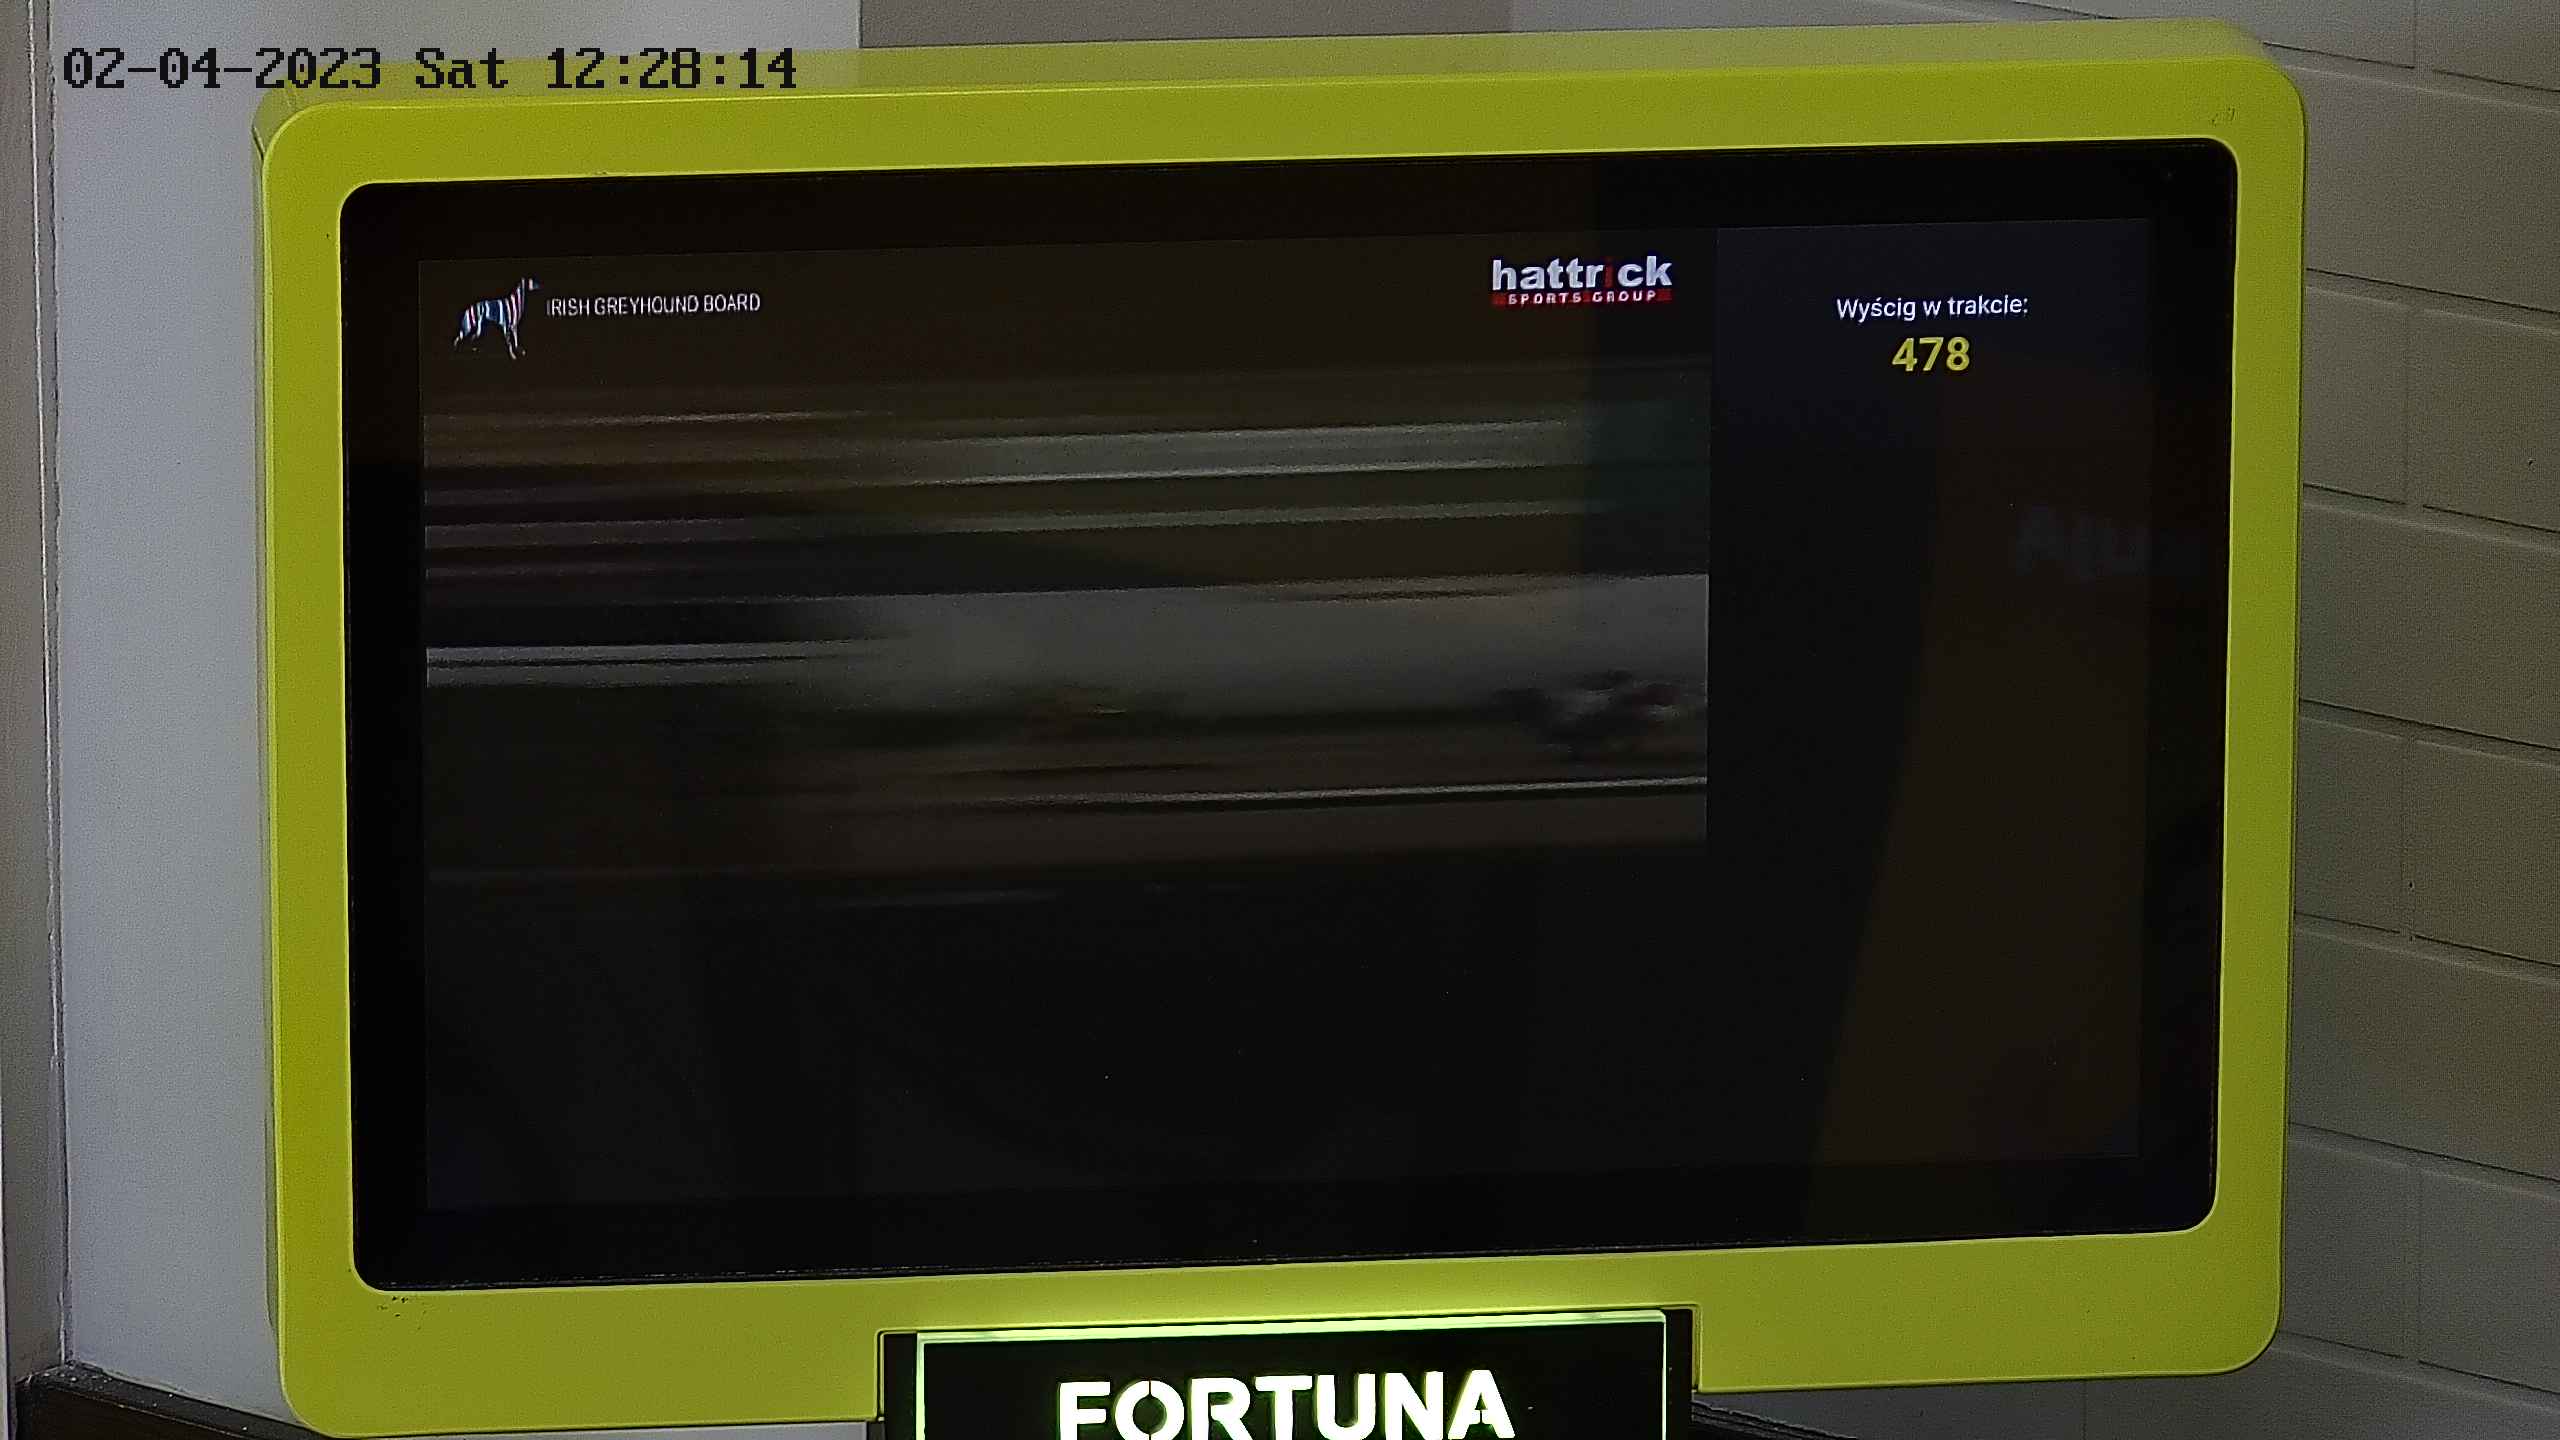 02-04-2023 Sat 12:28:14
IRISH GREYHOUND BOARD
hattrick
SPORTS GROUP
Wyścig w trakcie:
478
FORTUNA